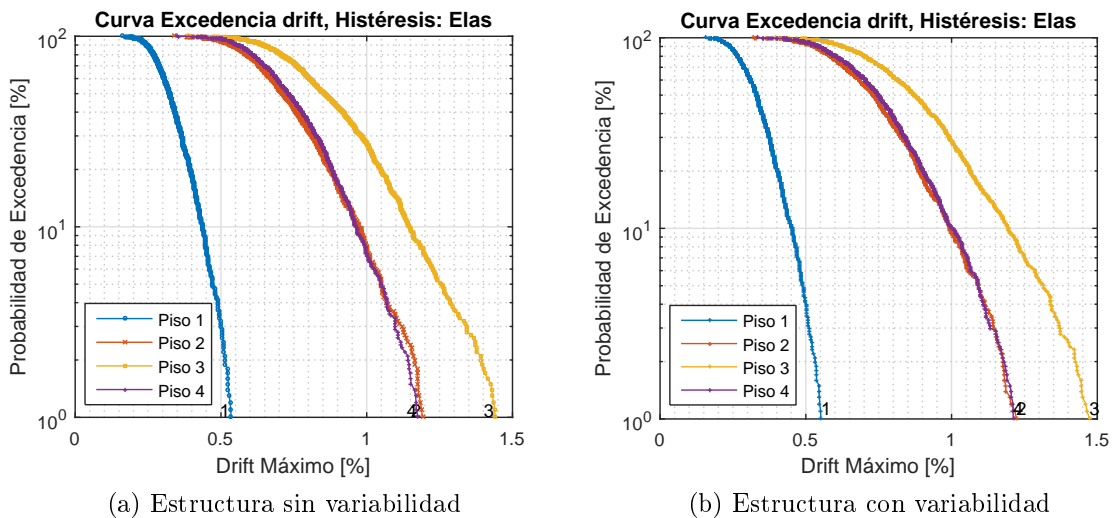 Curva Excedencia drift, Histéresis: Elas
Probabilidad de Excedencia [%]
10^2
10^1
10^0
Piso 1
Piso 2
Piso 3
Piso 4
1
4
2
3
0
0.5
1
1.5
Drift Máximo [%]
(a) Estructura sin variabilidad
Curva Excedencia drift, Histéresis: Elas
Probabilidad de Excedencia [%]
10^2
10^1
10^0
Piso 1
Piso 2
Piso 3
Piso 4
1
4
2
3
0
0.5
1
1.5
Drift Máximo [%]
(b) Estructura con variabilidad